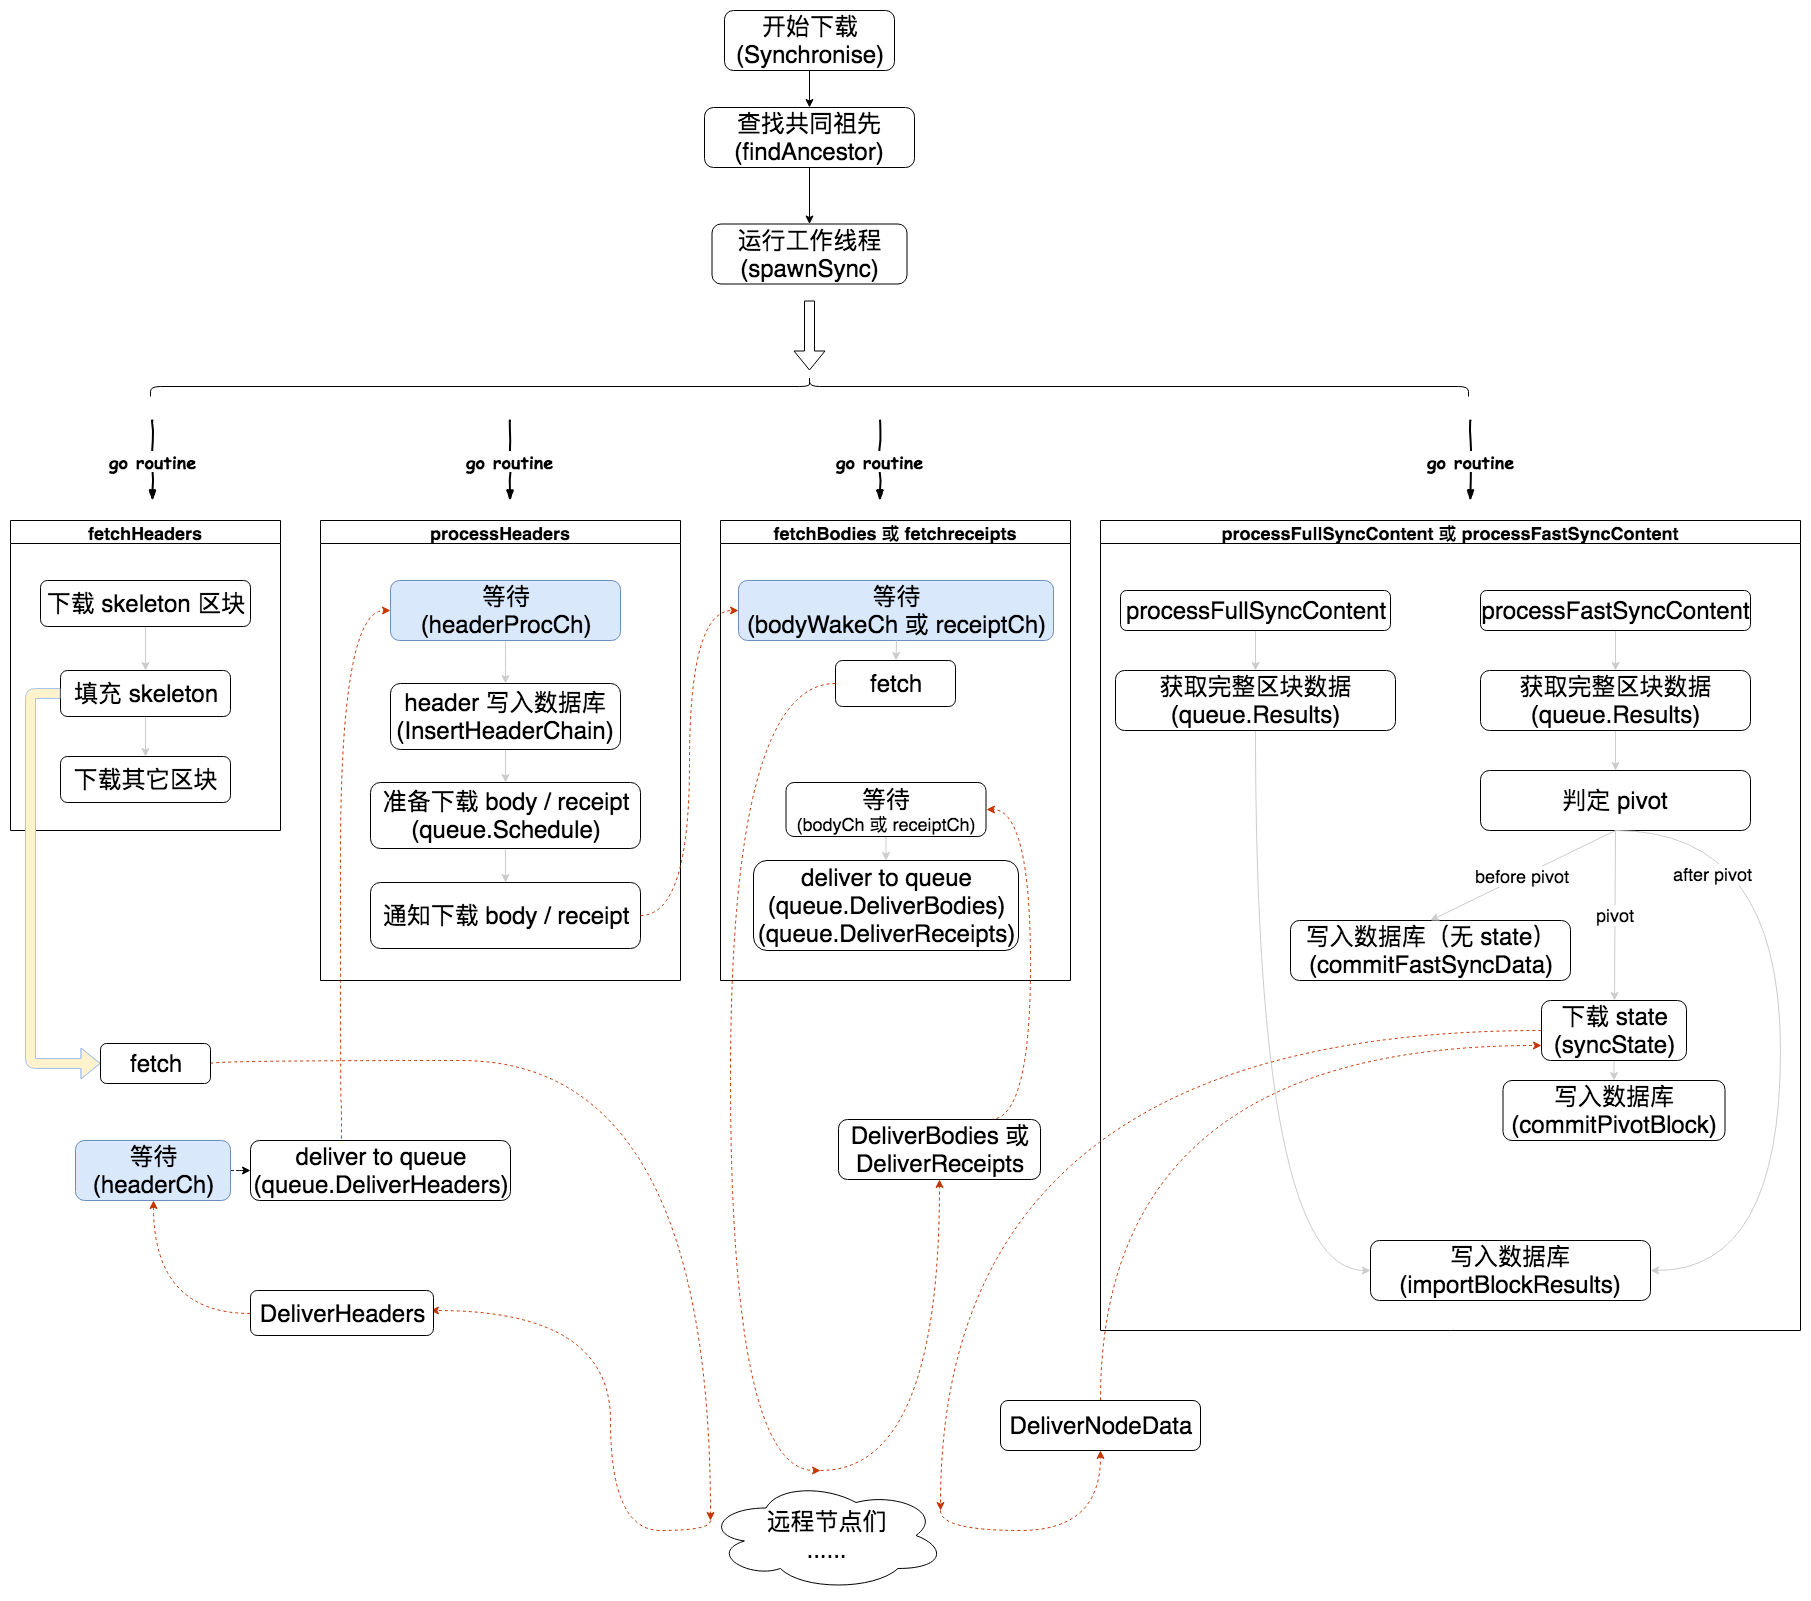 开始下载
(Synchronise)
查找共同祖先
(findAncestor)
运行工作线程
(spawnSync)
go routine
go routine
go routine
go routine
fetchHeaders
下载 skeleton 区块
填充 skeleton
下载其它区块
processHeaders
等待
(headerProcCh)
header 写入数据库
(InsertHeaderChain)
准备下载 body / receipt
(queue.Schedule)
通知下载 body / receipt
fetchBodies 或 fetchreceipts
等待
(bodyWakeCh 或 receiptCh)
fetch
等待
(bodyCh 或 receiptCh)
deliver to queue
(queue.DeliverBodies)
(queue.DeliverReceipts)
processFullSyncContent 或 processFastSyncContent
processFullSyncContent
获取完整区块数据
(queue.Results)
processFastSyncContent
获取完整区块数据
(queue.Results)
判定 pivot
before pivot
pivot
after pivot
写入数据库（无 state）
(commitFastSyncData)
下载 state
(syncState)
写入数据库
(commitPivotBlock)
写入数据库
(importBlockResults)
fetch
等待
(headerCh)
deliver to queue
(queue.DeliverHeaders)
DeliverHeaders
DeliverBodies 或
DeliverReceipts
DeliverNodeData
远程节点们
......